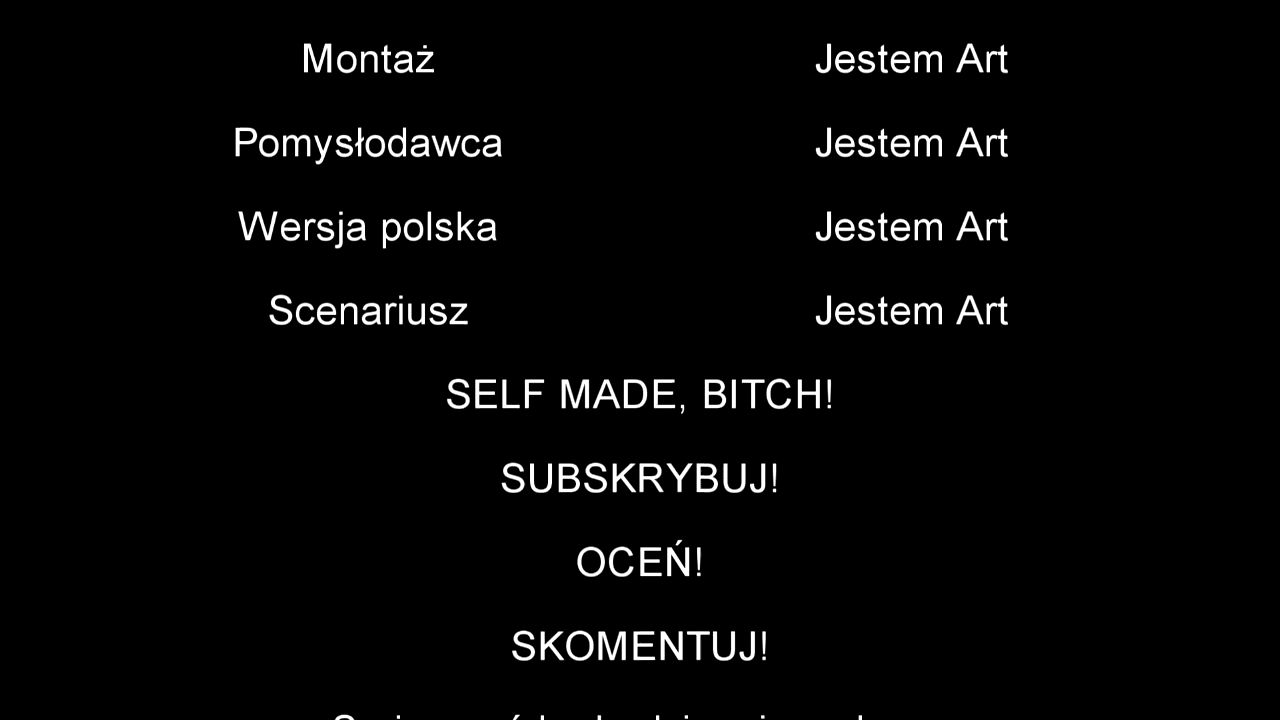 Montaż Jestem Art
Pomysłodawca Jestem Art
Wersja polska Jestem Art
Scenariusz Jestem Art
SELF MADE, BITCH!
SUBSKRYBUJ!
OCEŃ!
SKOMENTUJ!